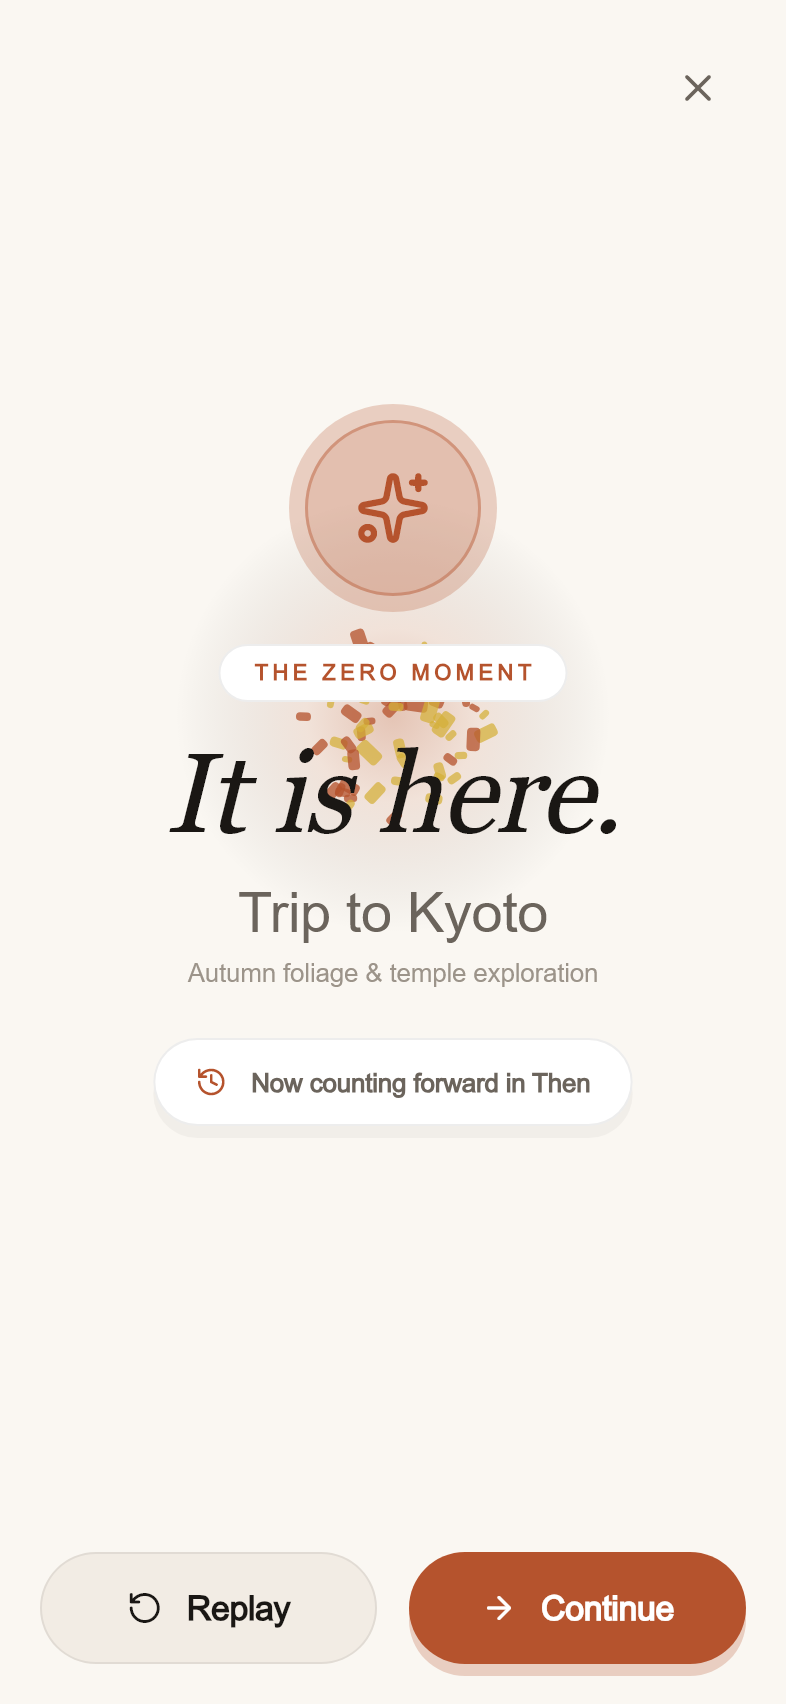 THE ZERO MOMENT
It is here.
Trip to Kyoto
Autumn foliage & temple exploration
Now counting forward in Then
Replay
Continue